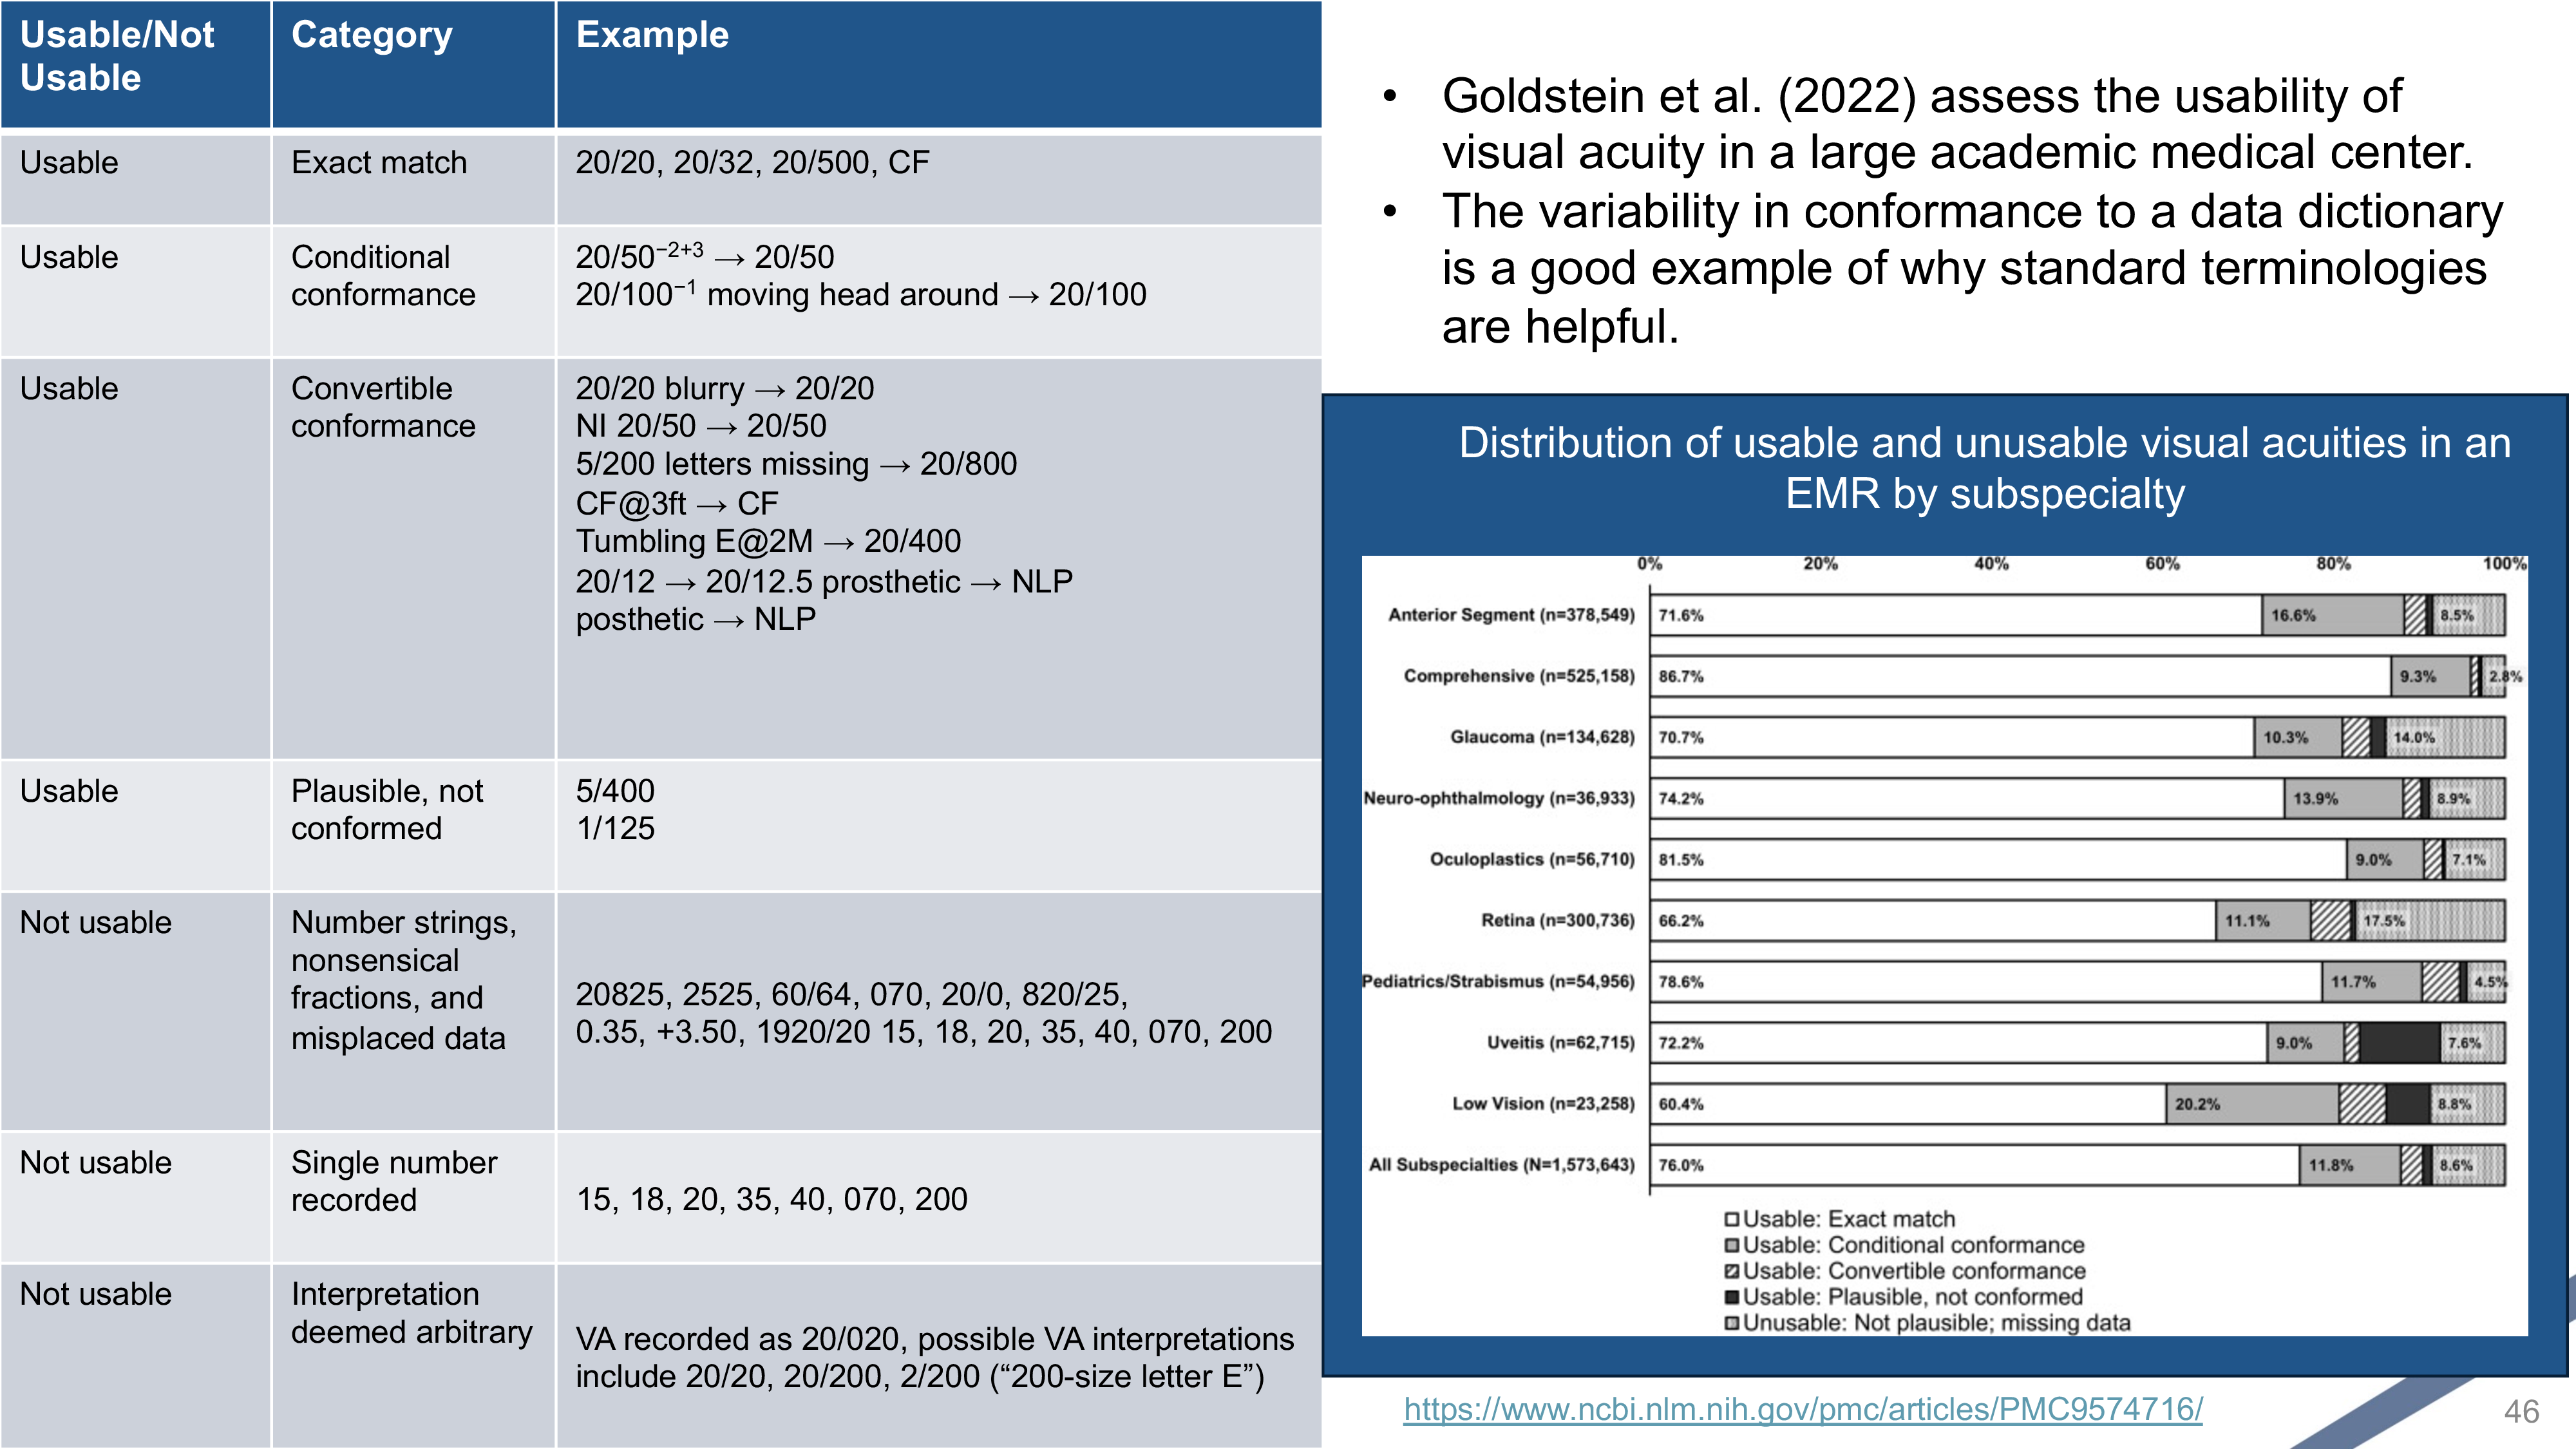 Usable/Not
Usable
Category
Example
Usable
Exact match
20/20, 20/32, 20/500, CF
Usable
Conditional
conformance
20/50⁻²⁺³ → 20/50
20/100⁻¹ moving head around → 20/100
Usable
Convertible
conformance
20/20 blurry → 20/20
NI 20/50 → 20/50
5/200 letters missing → 20/800
CF@3ft → CF
Tumbling E@2M → 20/400
20/12 → 20/12.5 prosthetic → NLP
posthetic → NLP
Usable
Plausible, not
conformed
5/400
1/125
Not usable
Number strings,
nonsensical
fractions, and
misplaced data
20825, 2525, 60/64, 070, 20/0, 820/25,
0.35, +3.50, 1920/20 15, 18, 20, 35, 40, 070, 200
Not usable
Single number
recorded
15, 18, 20, 35, 40, 070, 200
Not usable
Interpretation
deemed arbitrary
VA recorded as 20/020, possible VA interpretations
include 20/20, 20/200, 2/200 (“200-size letter E”)
• Goldstein et al. (2022) assess the usability of
visual acuity in a large academic medical center.
• The variability in conformance to a data dictionary
is a good example of why standard terminologies
are helpful.
Distribution of usable and unusable visual acuities in an
EMR by subspecialty
0% 20% 40% 60% 80% 100%
Anterior Segment (n=378,549) 71.6% 16.6% 8.5%
Comprehensive (n=525,158) 86.7% 9.3% 2.8%
Glaucoma (n=134,628) 70.7% 10.3% 14.0%
Neuro-ophthalmology (n=36,933) 74.2% 13.9% 8.9%
Oculoplastics (n=56,710) 81.5% 9.0% 7.1%
Retina (n=300,736) 66.2% 11.1% 17.5%
Pediatrics/Strabismus (n=54,956) 78.6% 11.7% 4.5%
Uveitis (n=62,715) 72.2% 9.0% 7.6%
Low Vision (n=23,258) 60.4% 20.2% 8.8%
All Subspecialties (N=1,573,643) 76.0% 11.8% 8.6%
Usable: Exact match
Usable: Conditional conformance
Usable: Convertible conformance
Usable: Plausible, not conformed
Unusable: Not plausible; missing data
https://www.ncbi.nlm.nih.gov/pmc/articles/PMC9574716/
46